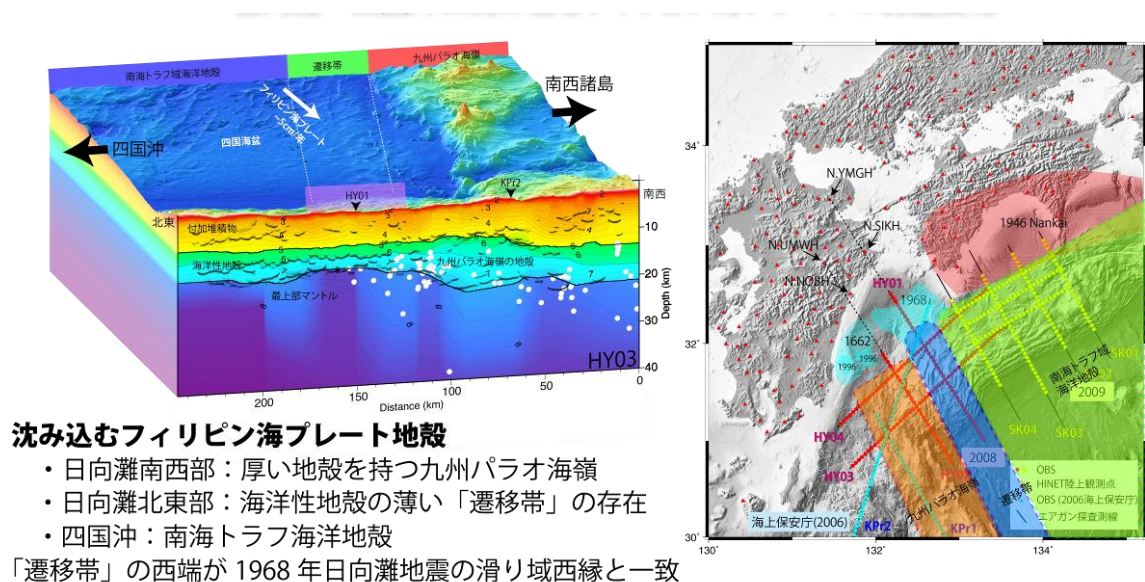 南海トラフ域海洋地殻
遷移帯
九州パラオ海嶺
南西諸島
フィリピン海プレート
~5cm/年
四国海盆
四国沖
HY01
KPr2
南西
北東
付加堆積物
海洋性地殻
九州パラオ海嶺の地殻
最上部マントル
HY03
10
20
30
40
Depth (km)
200
150
100
50
0
Distance (km)
沈み込むフィリピン海プレート地殻
・日向灘南西部：厚い地殻を持つ九州パラオ海嶺
・日向灘北東部：海洋性地殻の薄い「遷移帯」の存在
・四国沖：南海トラフ海洋地殻
「遷移帯」の西端が 1968 年日向灘地震の滑り域西縁と一致
34˚
32˚
30˚
130˚
132˚
134˚
N.YMGH
N.SIKH
N.UMWH
N.NOBH
1946 Nankai
HY01
1968
1662
1996
1996
南海トラフ域
海洋地殻
2009
SK04
SK03
HY04
HY03
2008
遷移帯
九州パラオ海嶺
海上保安庁(2006)
KPr2
KPr1
OBS
HINET陸上観測点
OBS (2006海上保安庁)
エアガン探査測線